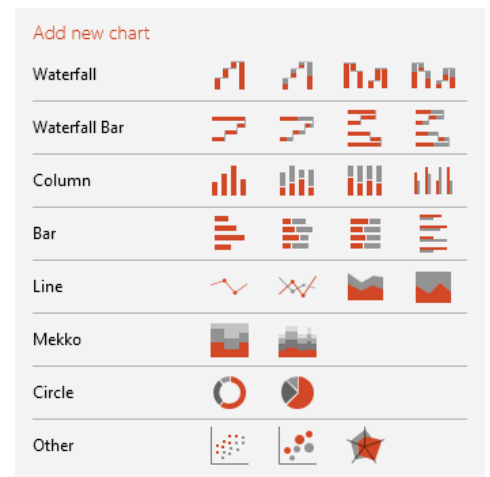 Add new chart
Waterfall
Waterfall Bar
Column
Bar
Line
Mekko
Circle
Other